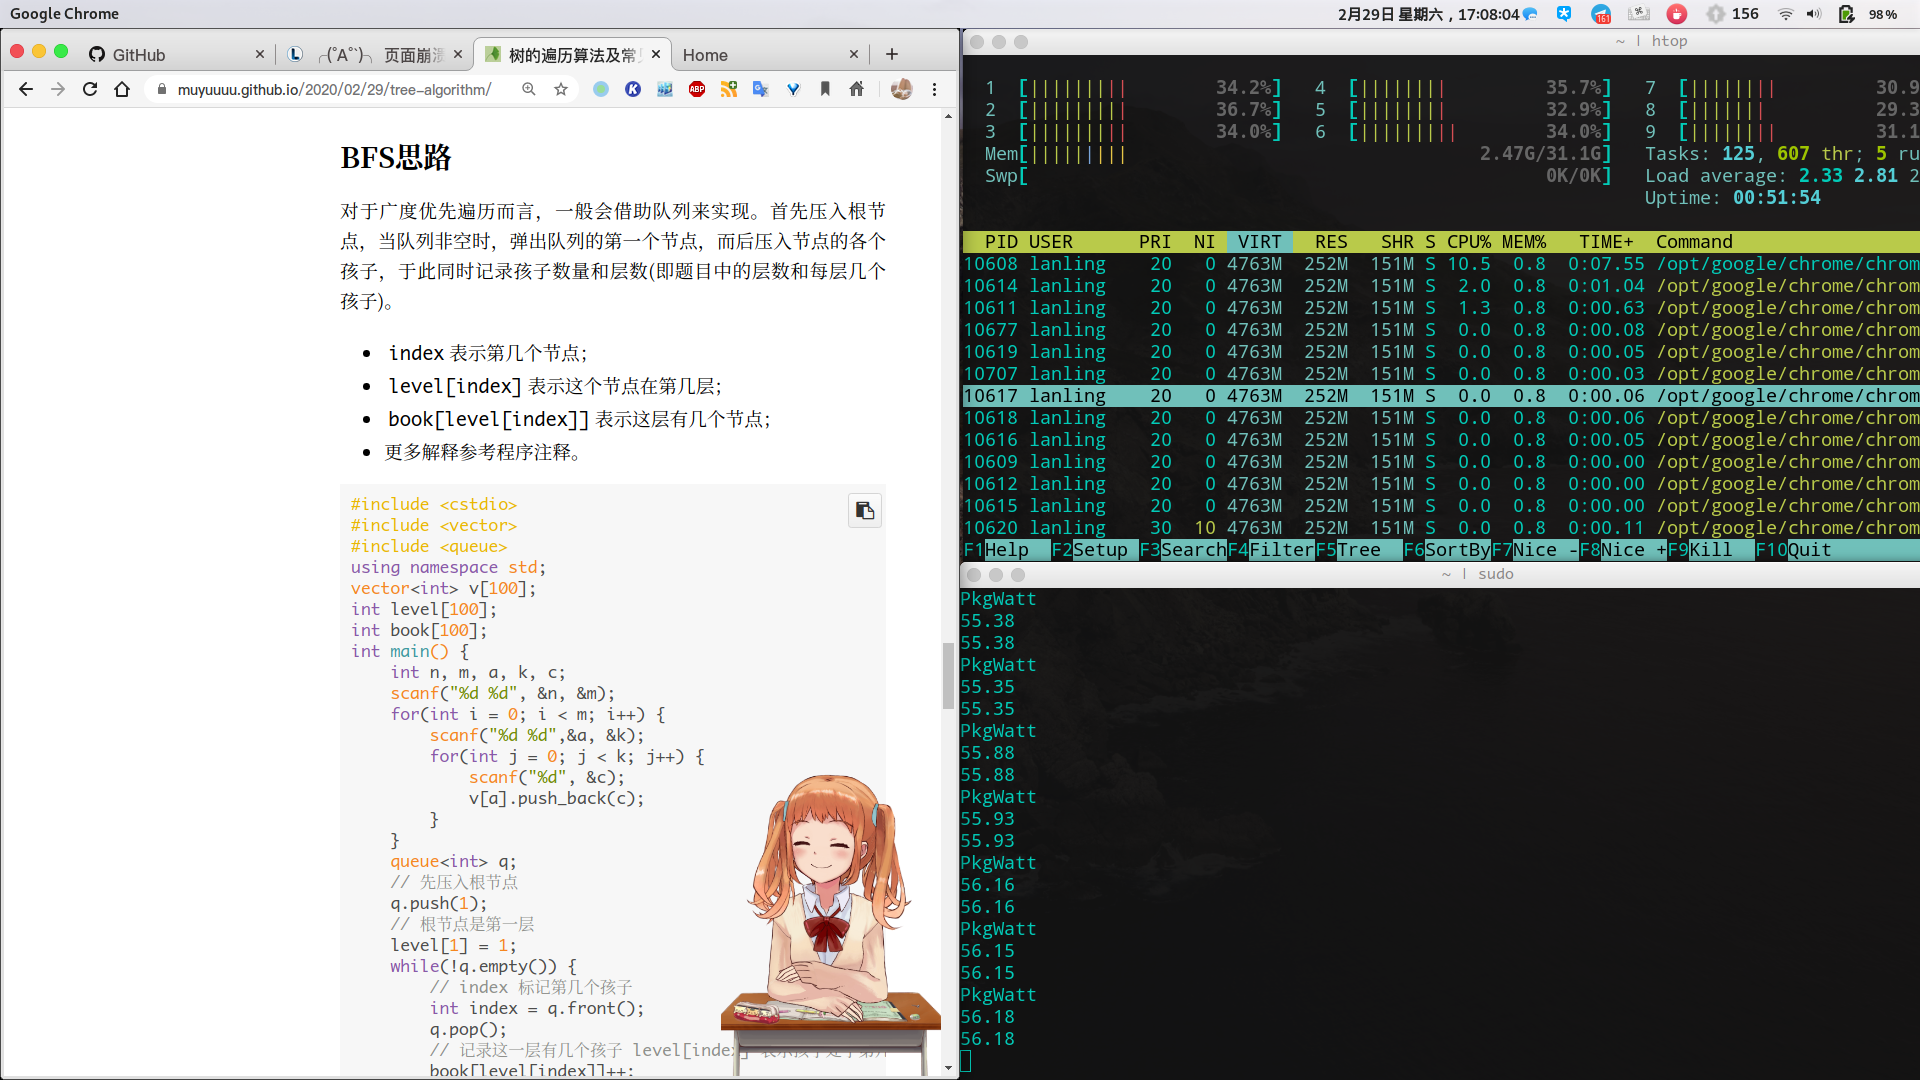 Google Chrome
2月29日 星期六，17:08:04
161
156
98%
GitHub
页面崩溃
树的遍历算法及常
Home
muyuuuu.github.io/2020/02/29/tree-algorithm/
ABP
BFS思路
对于广度优先遍历而言，一般会借助队列来实现。首先压入根节
点，当队列非空时，弹出队列的第一个节点，而后压入节点的各个
孩子，于此同时记录孩子数量和层数(即题目中的层数和每层几个
孩子)。
index 表示第几个节点；
level[index] 表示这个节点在第几层；
book[level[index]] 表示这层有几个节点；
更多解释参考程序注释。
#include <cstdio>
#include <vector>
#include <queue>
using namespace std;
vector<int> v[100];
int level[100];
int book[100];
int main() {
    int n, m, a, k, c;
    scanf("%d %d", &n, &m);
    for(int i = 0; i < m; i++) {
        scanf("%d %d",&a, &k);
        for(int j = 0; j < k; j++) {
            scanf("%d", &c);
            v[a].push_back(c);
        }
    }
    queue<int> q;
    // 先压入根节点
    q.push(1);
    // 根节点是第一层
    level[1] = 1;
    while(!q.empty()) {
        // index 标记第几个孩子
        int index = q.front();
        q.pop();
        // 记录这一层有几个孩子 level[index] 表示孩子处于第
        book[level[index]]++;
~ | htop
1 [||||||||| 34.2%] 4 [|||||||| 35.7%] 7 [||||||||| 30.9
2 [||||||||| 36.7%] 5 [|||||||| 32.9%] 8 [|||||||| 29.3
3 [||||||||| 34.0%] 6 [||||||||| 34.0%] 9 [||||||||| 31.1
Mem[||||||||| 2.47G/31.1G] Tasks: 125, 607 thr; 5 ru
Swp[ 0K/0K] Load average: 2.33 2.81 2
Uptime: 00:51:54
PID USER PRI NI VIRT RES SHR S CPU% MEM% TIME+ Command
10608 lanling 20 0 4763M 252M 151M S 10.5 0.8 0:07.55 /opt/google/chrome/chrom
10614 lanling 20 0 4763M 252M 151M S 2.0 0.8 0:01.04 /opt/google/chrome/chrom
10611 lanling 20 0 4763M 252M 151M S 1.3 0.8 0:00.63 /opt/google/chrome/chrom
10677 lanling 20 0 4763M 252M 151M S 0.0 0.8 0:00.08 /opt/google/chrome/chrom
10619 lanling 20 0 4763M 252M 151M S 0.0 0.8 0:00.05 /opt/google/chrome/chrom
10707 lanling 20 0 4763M 252M 151M S 0.0 0.8 0:00.03 /opt/google/chrome/chrom
10617 lanling 20 0 4763M 252M 151M S 0.0 0.8 0:00.06 /opt/google/chrome/chrom
10618 lanling 20 0 4763M 252M 151M S 0.0 0.8 0:00.06 /opt/google/chrome/chrom
10616 lanling 20 0 4763M 252M 151M S 0.0 0.8 0:00.05 /opt/google/chrome/chrom
10609 lanling 20 0 4763M 252M 151M S 0.0 0.8 0:00.00 /opt/google/chrome/chrom
10612 lanling 20 0 4763M 252M 151M S 0.0 0.8 0:00.00 /opt/google/chrome/chrom
10615 lanling 20 0 4763M 252M 151M S 0.0 0.8 0:00.00 /opt/google/chrome/chrom
10620 lanling 30 10 4763M 252M 151M S 0.0 0.8 0:00.11 /opt/google/chrome/chrom
F1Help F2Setup F3SearchF4FilterF5Tree F6SortByF7Nice -F8Nice +F9Kill F10Quit
~ | sudo
PkgWatt
55.38
55.38
PkgWatt
55.35
55.35
PkgWatt
55.88
55.88
PkgWatt
55.93
55.93
PkgWatt
56.16
56.16
PkgWatt
56.15
56.15
PkgWatt
56.18
56.18